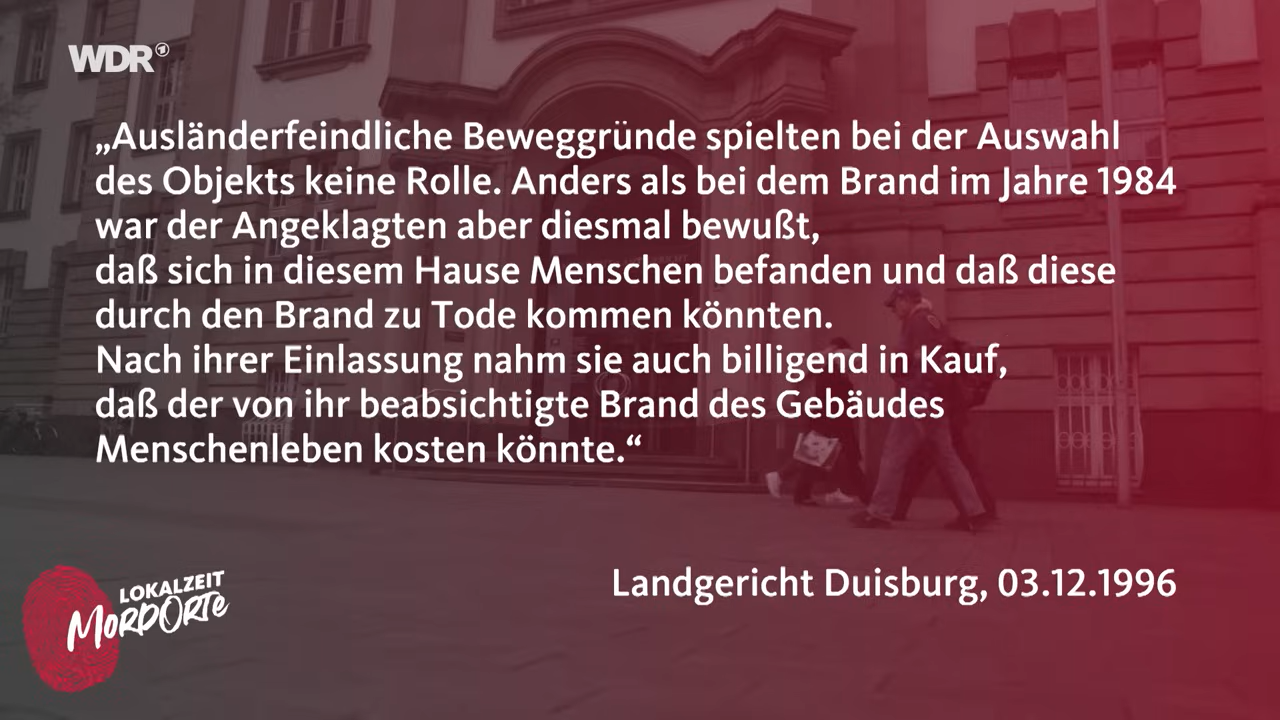 WDR
„Ausländerfeindliche Beweggründe spielten bei der Auswahl
des Objekts keine Rolle. Anders als bei dem Brand im Jahre 1984
war der Angeklagten aber diesmal bewußt,
daß sich in diesem Hause Menschen befanden und daß diese
durch den Brand zu Tode kommen könnten.
Nach ihrer Einlassung nahm sie auch billigend in Kauf,
daß der von ihr beabsichtigte Brand des Gebäudes
Menschenleben kosten könnte.“
Landgericht Duisburg, 03.12.1996
LOKALZEIT
MORDORTE